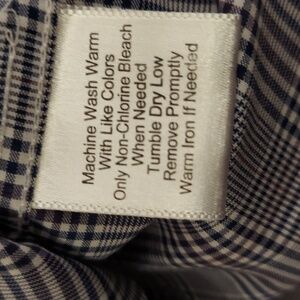 Machine Wash Warm
With Like Colors
Only Non-Chlorine Bleach
When Needed
Tumble Dry Low
Remove Promptly
Warm Iron If Needed